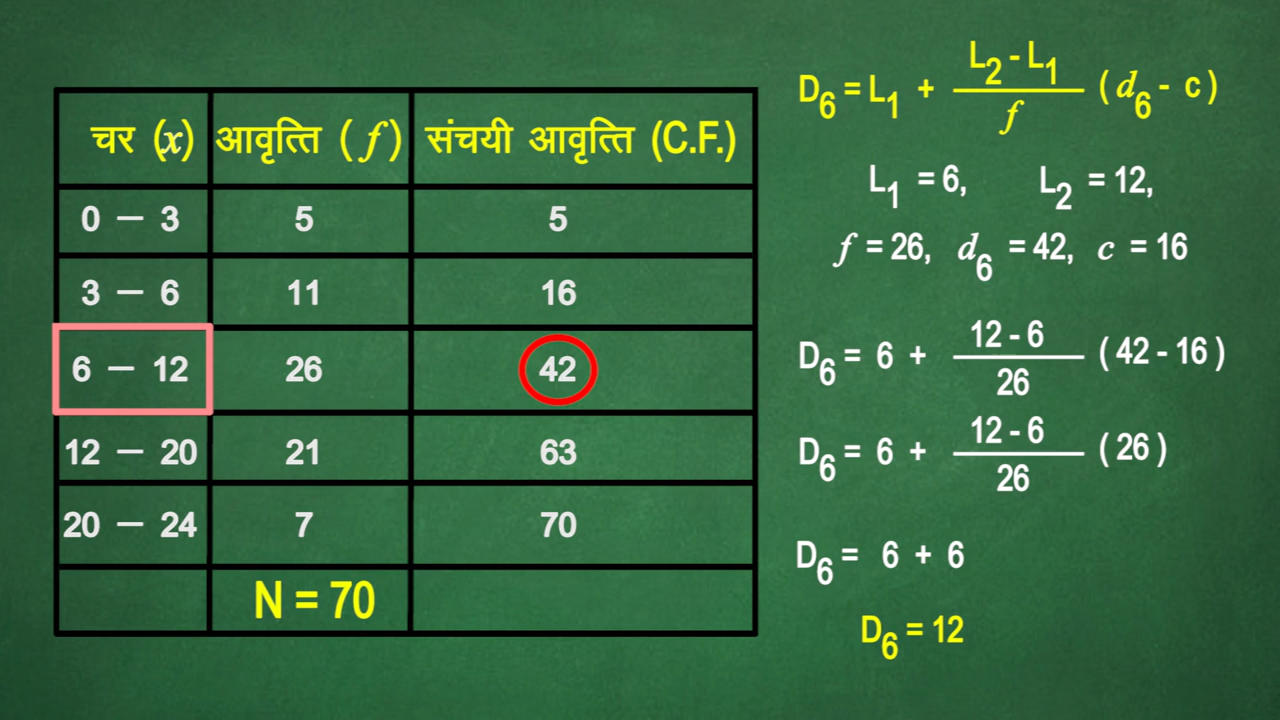 चर (x) आवृत्ति ( f ) संचयी आवृत्ति (C.F.)
0 – 3 5 5
3 – 6 11 16
6 – 12 26 42
12 – 20 21 63
20 – 24 7 70
N = 70
D6 = L1 + L2 - L1 / f ( d6 - c )
L1 = 6, L2 = 12,
f = 26, d6 = 42, c = 16
D6 = 6 + 12 - 6 / 26 ( 42 - 16 )
D6 = 6 + 12 - 6 / 26 ( 26 )
D6 = 6 + 6
D6 = 12